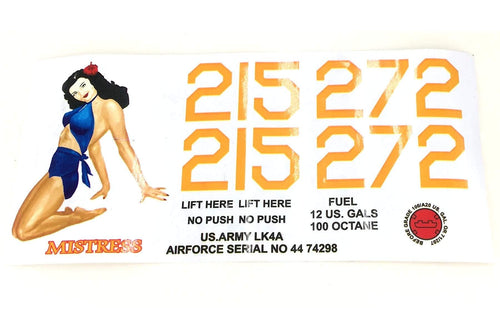 215 272
215 272
LIFT HERE LIFT HERE
NO PUSH NO PUSH
FUEL
12 US. GALS
100 OCTANE
US.ARMY LK4A
AIRFORCE SERIAL NO 44 74298
MISTRESS